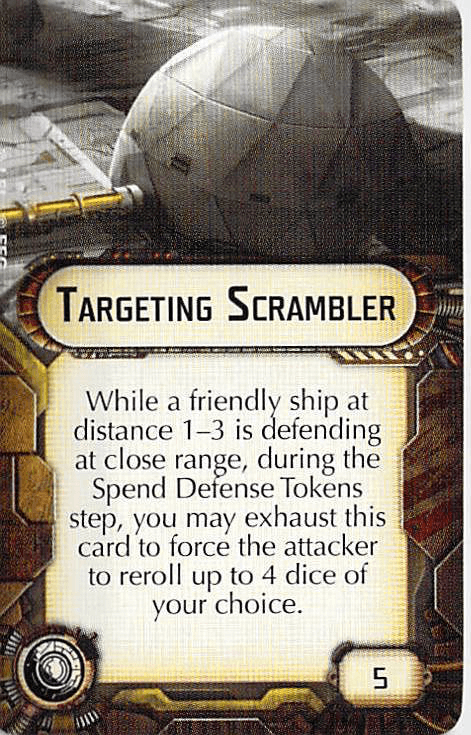 TARGETING SCRAMBLER
While a friendly ship at
distance 1–3 is defending
at close range, during the
Spend Defense Tokens
step, you may exhaust this
card to force the attacker
to reroll up to 4 dice of
your choice.
5